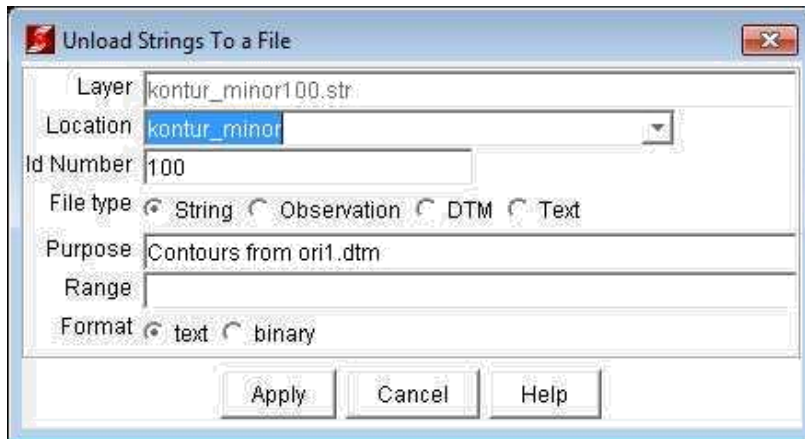 Unload Strings To a File
Layer kontur_minor100.str
Location kontur_minor
Id Number 100
File type String Observation DTM Text
Purpose Contours from ori1.dtm
Range
Format text binary
Apply Cancel Help